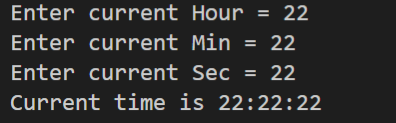 Enter current Hour = 22
Enter current Min = 22
Enter current Sec = 22
Current time is 22:22:22